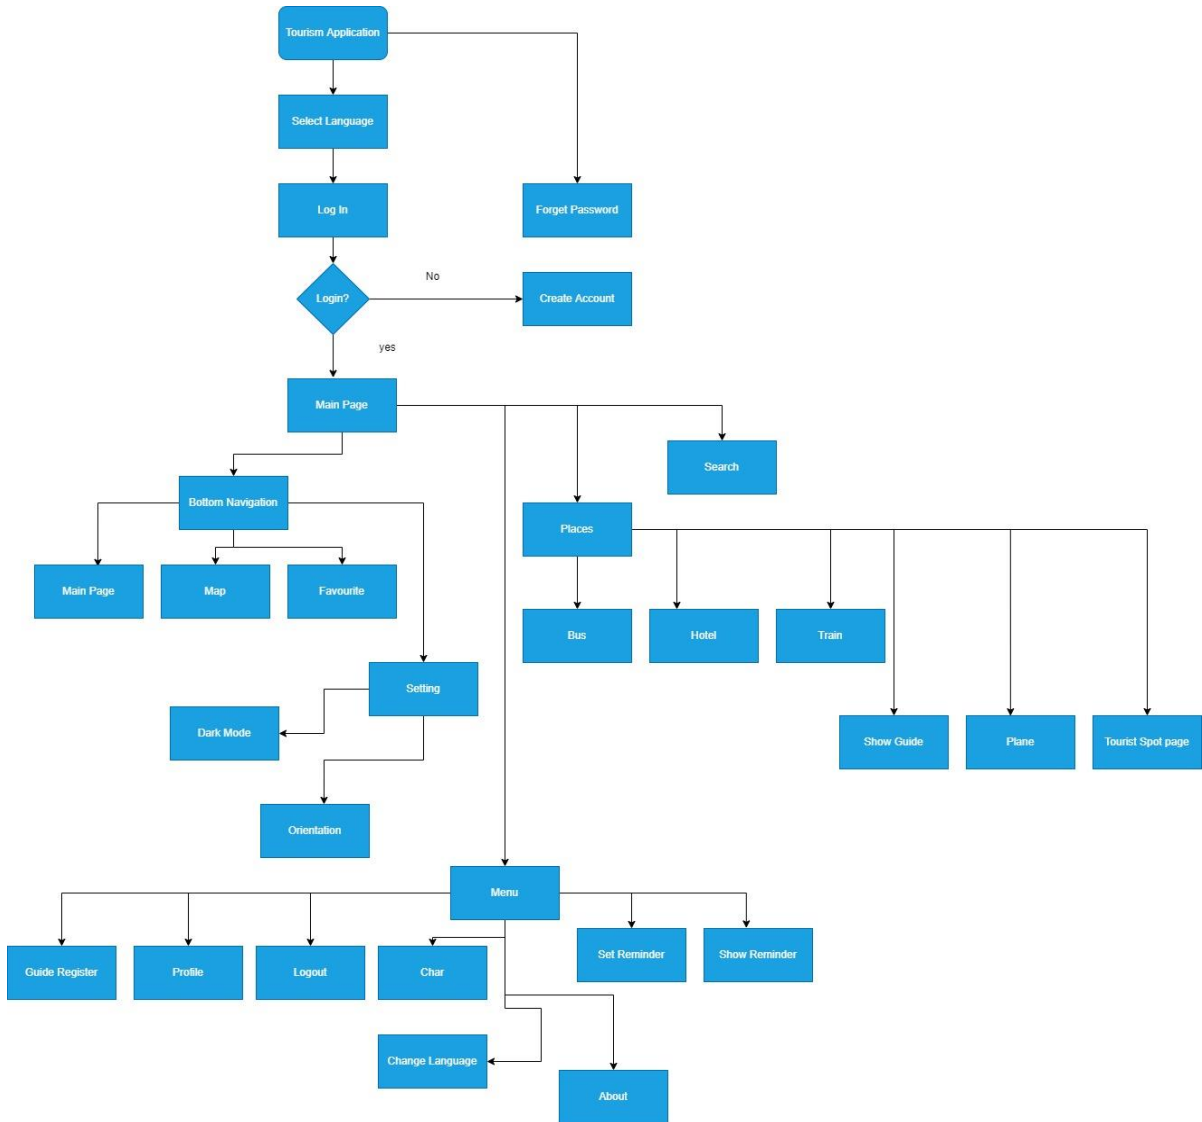 Tourism Application
Select Language
Log In
Forget Password
Login?
No
Create Account
yes
Main Page
Search
Bottom Navigation
Places
Main Page
Map
Favourite
Bus
Hotel
Train
Setting
Dark Mode
Show Guide
Plane
Tourist Spot page
Orientation
Menu
Guide Register
Profile
Logout
Char
Set Reminder
Show Reminder
Change Language
About